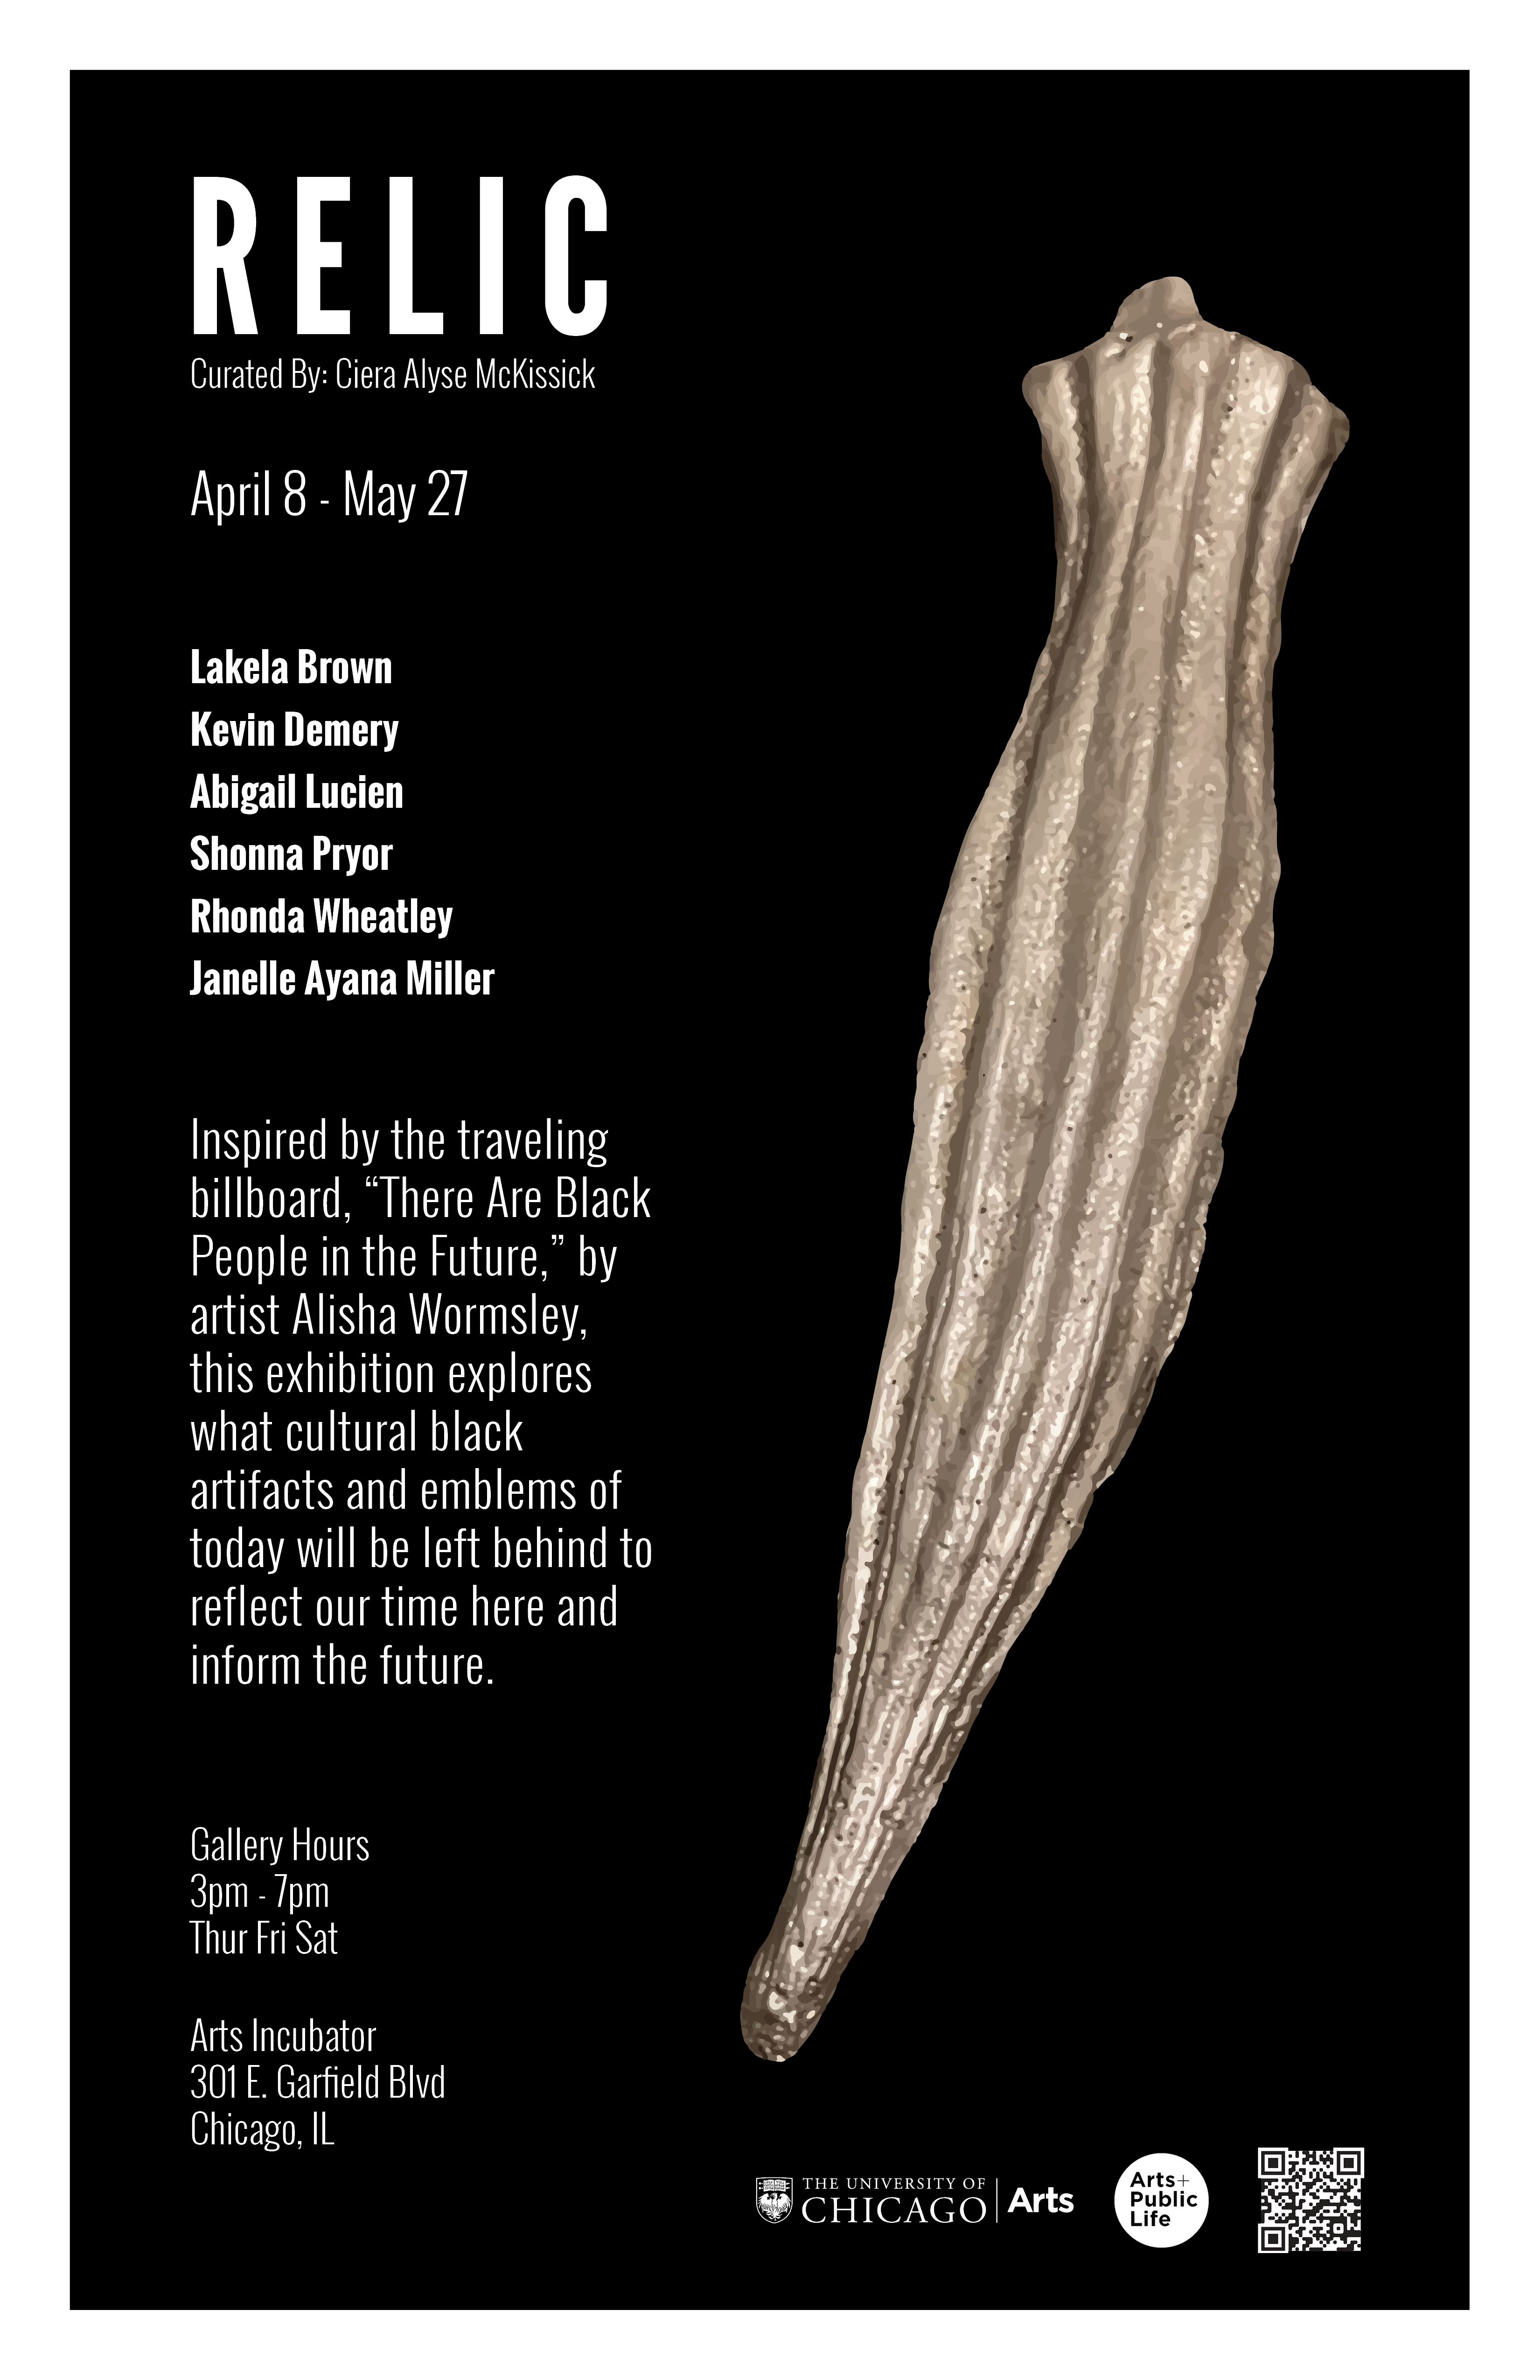 RELIC
Curated By: Ciera Alyse McKissick
April 8 - May 27
Lakela Brown
Kevin Demery
Abigail Lucien
Shonna Pryor
Rhonda Wheatley
Janelle Ayana Miller
Inspired by the traveling
billboard, “There Are Black
People in the Future,” by
artist Alisha Wormsley,
this exhibition explores
what cultural black
artifacts and emblems of
today will be left behind to
reflect our time here and
inform the future.
Gallery Hours
3pm - 7pm
Thur Fri Sat
Arts Incubator
301 E. Garfield Blvd
Chicago, IL
THE UNIVERSITY OF
CHICAGO
Arts
Arts+
Public
Life